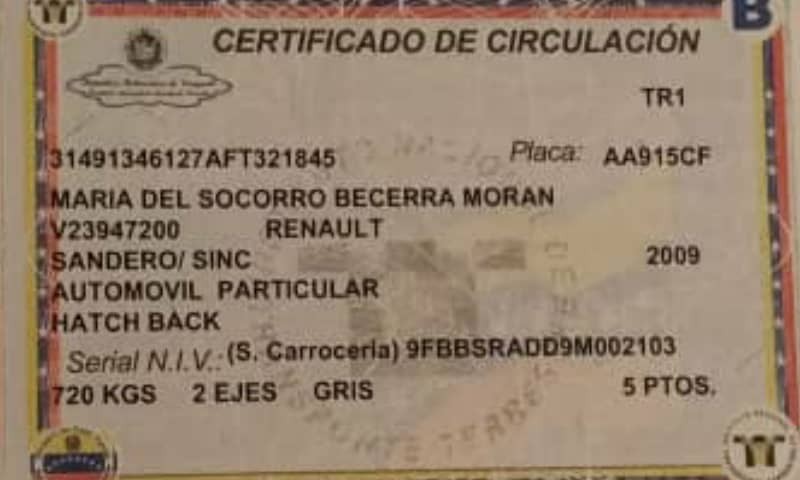 B
CERTIFICADO DE CIRCULACIÓN
TR1
31491346127AFT321845 Placa: AA915CF
MARIA DEL SOCORRO BECERRA MORAN
V23947200 RENAULT
SANDERO/ SINC 2009
AUTOMOVIL PARTICULAR
HATCH BACK
Serial N.I.V.: (S. Carroceria) 9FBBSRADD9M002103
720 KGS 2 EJES GRIS 5 PTOS.